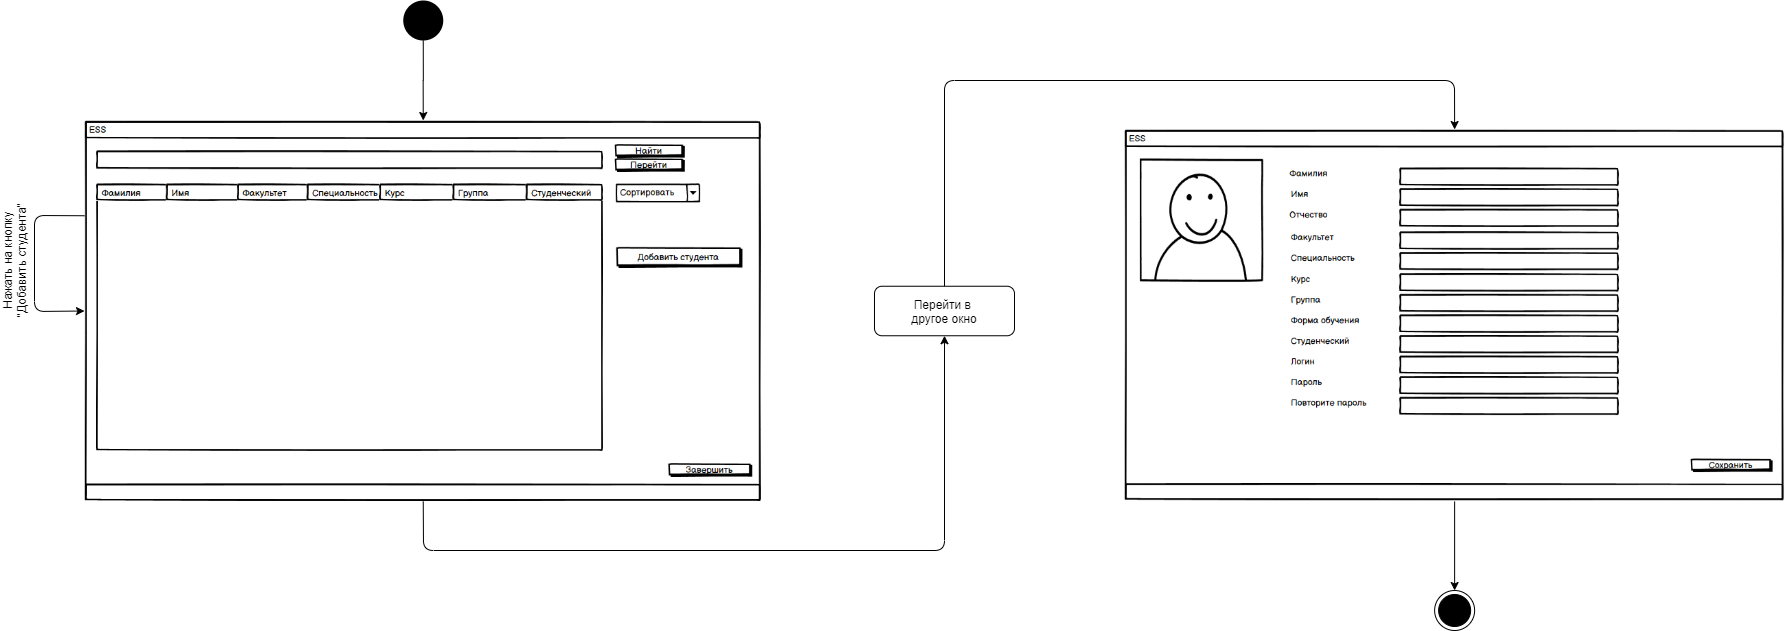 ESS
Найти
Перейти
Фамилия Имя Факультет Специальность Курс Группа Студенческий
Сортировать
Добавить студента
Завершить
Нажать на кнопку
"Добавить студента"
Перейти в
другое окно
ESS
Фамилия
Имя
Отчество
Факультет
Специальность
Курс
Группа
Форма обучения
Студенческий
Логин
Пароль
Повторите пароль
Сохранить